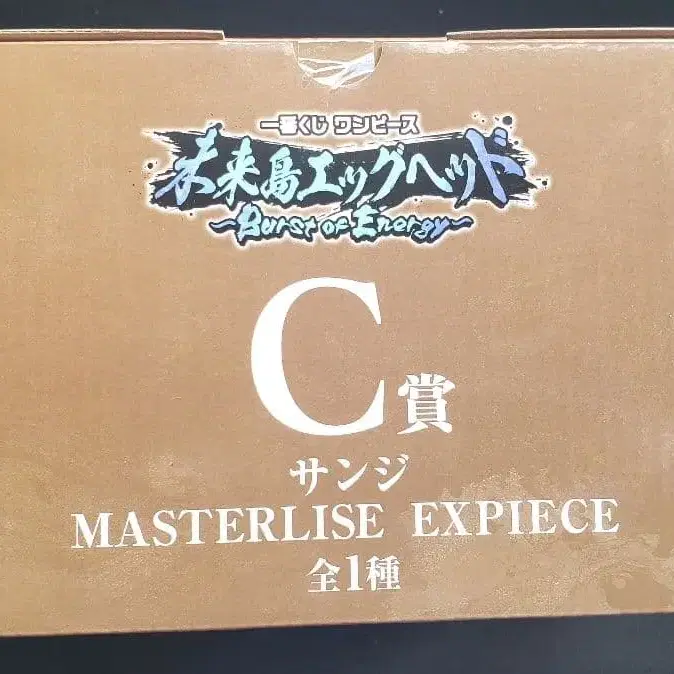 一番くじ ワンピース
未来島エッグヘッド
~Burst of Energy~
C賞
サンジ
MASTERLISE EXPIECE
全1種